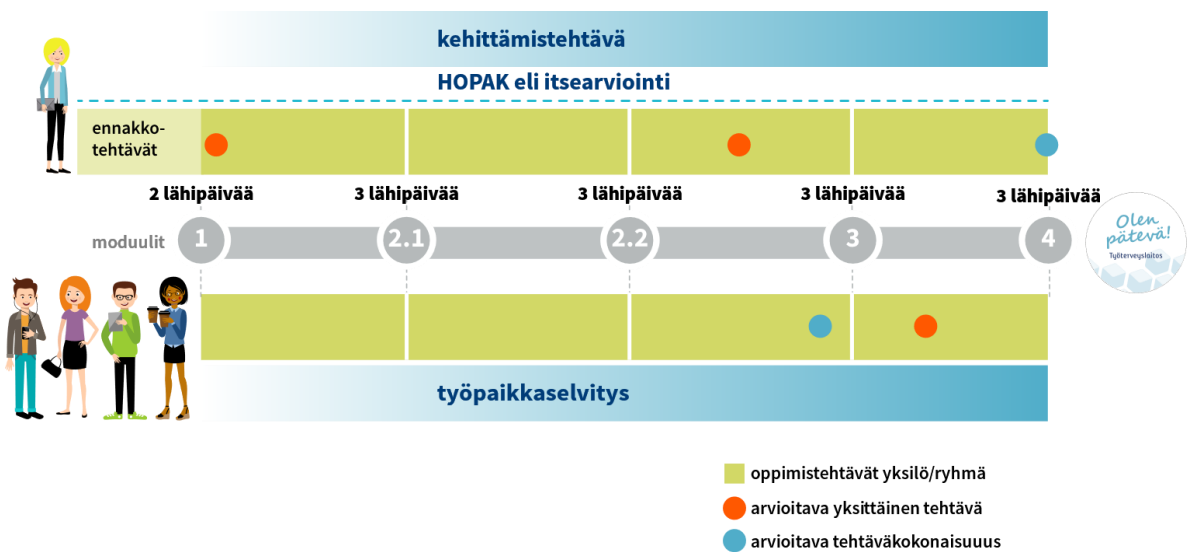 kehittämistehtävä
HOPAK eli itsearviointi
ennakko-
tehtävät
2 lähipäivää
3 lähipäivää
3 lähipäivää
3 lähipäivää
3 lähipäivää
moduulit
1
2.1
2.2
3
4
Olen
pätevä!
Työterveyslaitos
työpaikkaselvitys
oppimistehtävät yksilö/ryhmä
arvioitava yksittäinen tehtävä
arvioitava tehtäväkokonaisuuus